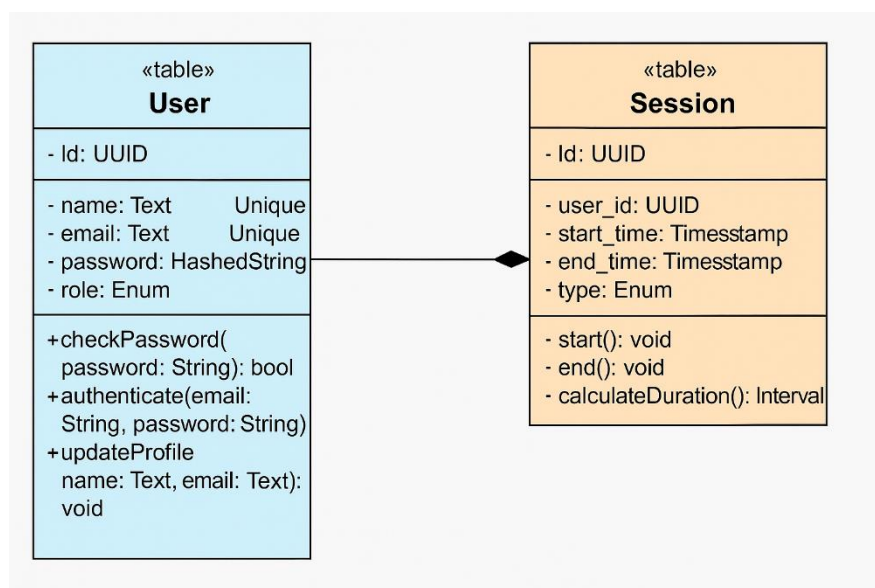 «table»
User
- Id: UUID
- name: Text Unique
- email: Text Unique
- password: HashedString
- role: Enum
+checkPassword(
password: String): bool
+authenticate(email:
String, password: String)
+updateProfile
name: Text, email: Text):
void
«table»
Session
- Id: UUID
- user_id: UUID
- start_time: Timesstamp
- end_time: Timesstamp
- type: Enum
- start(): void
- end(): void
- calculateDuration(): Interval